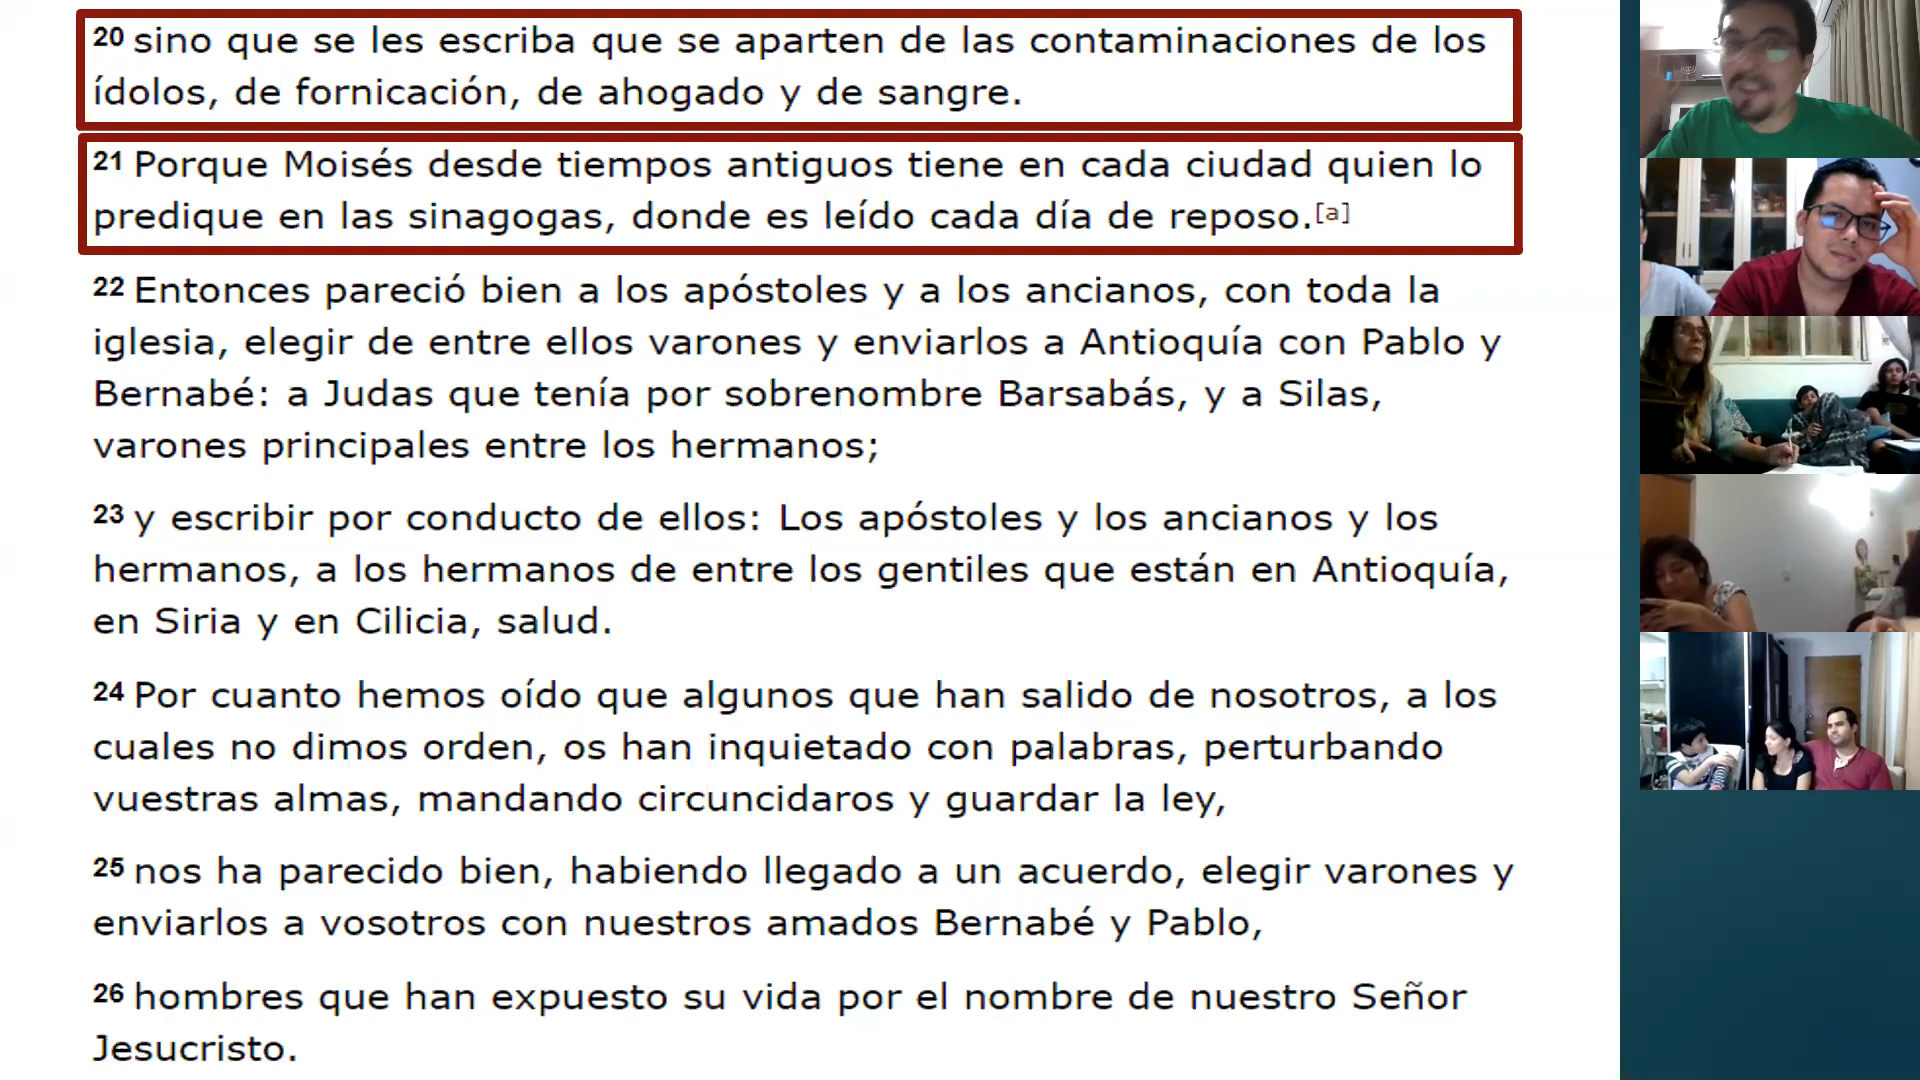 20 sino que se les escriba que se aparten de las contaminaciones de los
ídolos, de fornicación, de ahogado y de sangre.
21 Porque Moisés desde tiempos antiguos tiene en cada ciudad quien lo
predique en las sinagogas, donde es leído cada día de reposo.[a]
22 Entonces pareció bien a los apóstoles y a los ancianos, con toda la
iglesia, elegir de entre ellos varones y enviarlos a Antioquía con Pablo y
Bernabé: a Judas que tenía por sobrenombre Barsabás, y a Silas,
varones principales entre los hermanos;
23 y escribir por conducto de ellos: Los apóstoles y los ancianos y los
hermanos, a los hermanos de entre los gentiles que están en Antioquía,
en Siria y en Cilicia, salud.
24 Por cuanto hemos oído que algunos que han salido de nosotros, a los
cuales no dimos orden, os han inquietado con palabras, perturbando
vuestras almas, mandando circuncidaros y guardar la ley,
25 nos ha parecido bien, habiendo llegado a un acuerdo, elegir varones y
enviarlos a vosotros con nuestros amados Bernabé y Pablo,
26 hombres que han expuesto su vida por el nombre de nuestro Señor
Jesucristo.